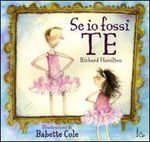 Se io fossi
TE
Richard Hamilton
Illustrazioni di
Babette Cole